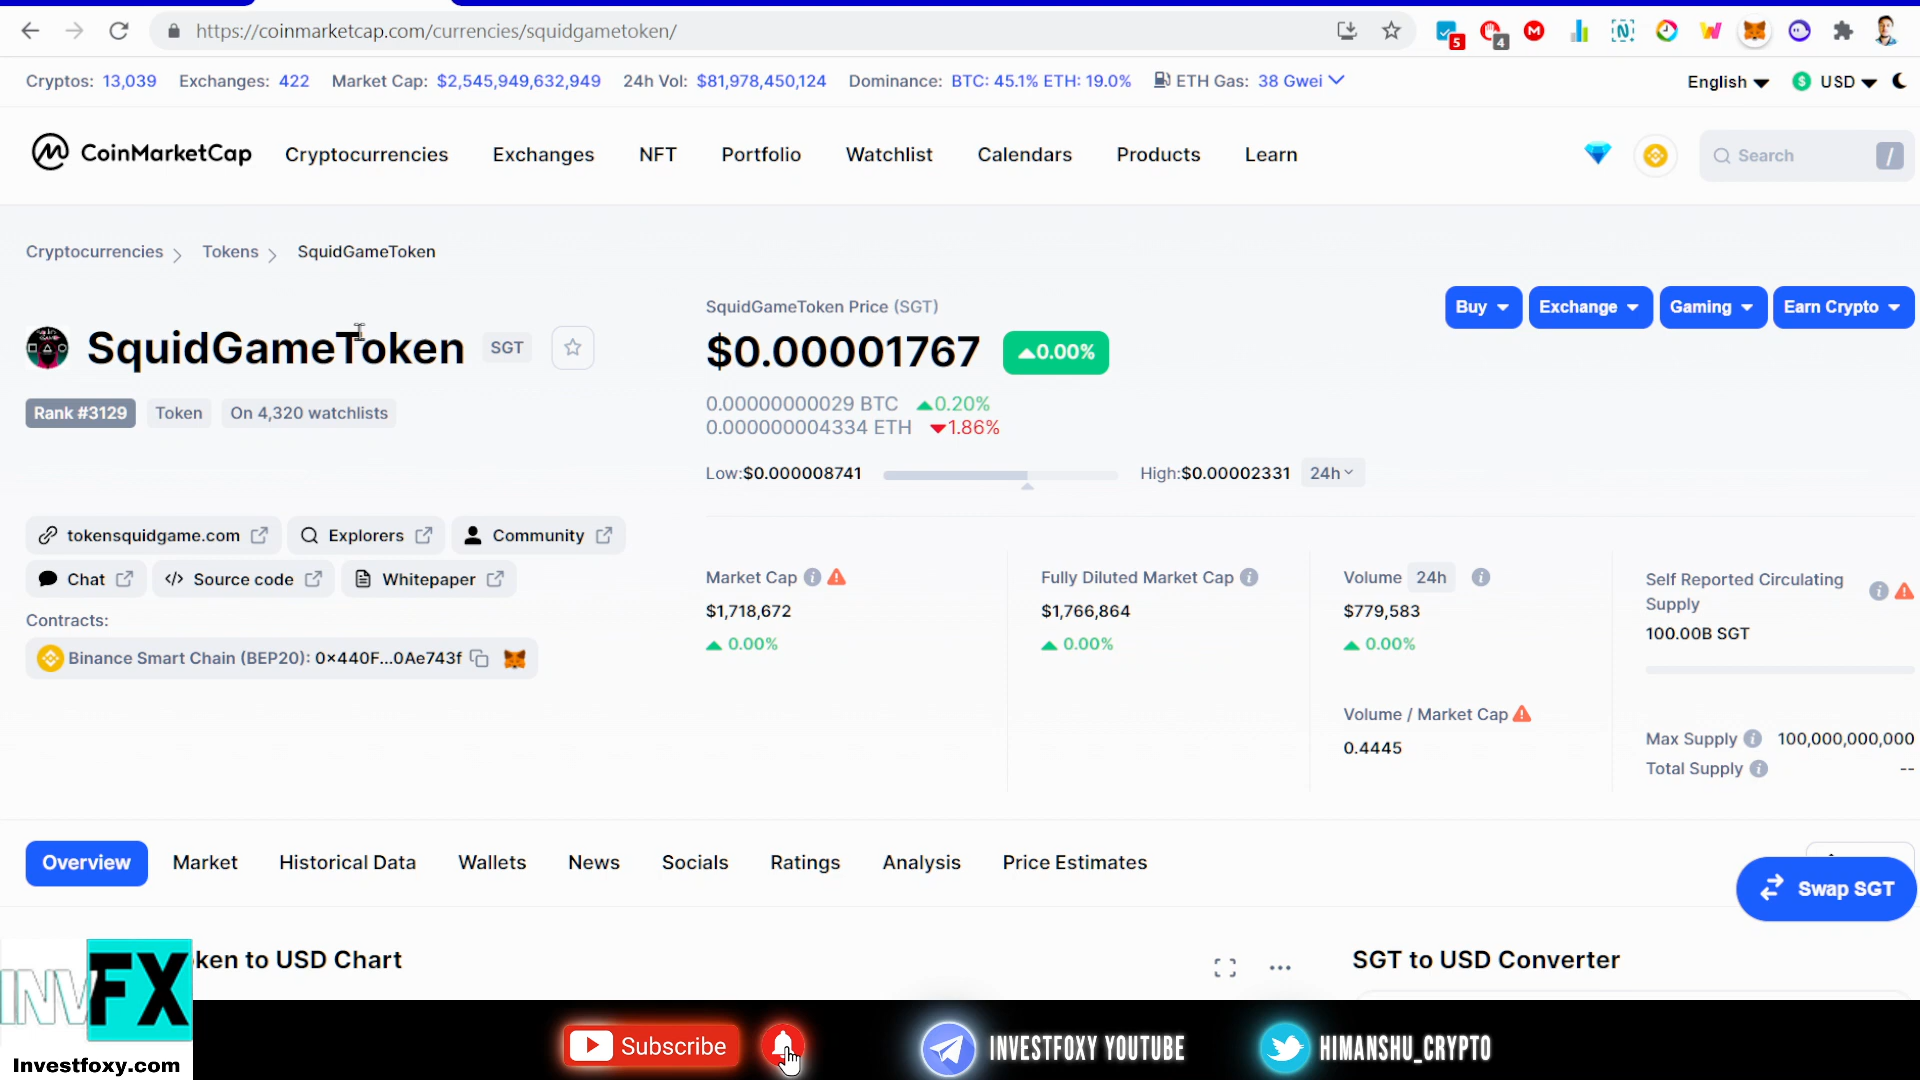 https://coinmarketcap.com/currencies/squidgametoken/
5
4
Cryptos: 13,039 Exchanges: 422 Market Cap: $2,545,949,632,949 24h Vol: $81,978,450,124 Dominance: BTC: 45.1% ETH: 19.0% ETH Gas: 38 Gwei
English USD
CoinMarketCap Cryptocurrencies Exchanges NFT Portfolio Watchlist Calendars Products Learn Search /
Cryptocurrencies Tokens SquidGameToken
SquidGameToken SGT
Rank #3129 Token On 4,320 watchlists
SquidGameToken Price (SGT)
$0.00001767 0.00%
0.00000000029 BTC 0.20%
0.000000004334 ETH 1.86%
Low:$0.000008741 High:$0.00002331 24h
Buy Exchange Gaming Earn Crypto
tokensquidgame.com Explorers Community
Chat Source code Whitepaper
Contracts:
Binance Smart Chain (BEP20): 0x440F...0Ae743f
Market Cap
$1,718,672
0.00%
Fully Diluted Market Cap
$1,766,864
0.00%
Volume 24h
$779,583
0.00%
Volume / Market Cap
0.4445
Self Reported Circulating
Supply
100.00B SGT
Max Supply 100,000,000,000
Total Supply --
Overview Market Historical Data Wallets News Socials Ratings Analysis Price Estimates
Swap SGT
ken to USD Chart
SGT to USD Converter
INVFX
Investfoxy.com
Subscribe
INVESTFOXY YOUTUBE
HIMANSHU_CRYPTO